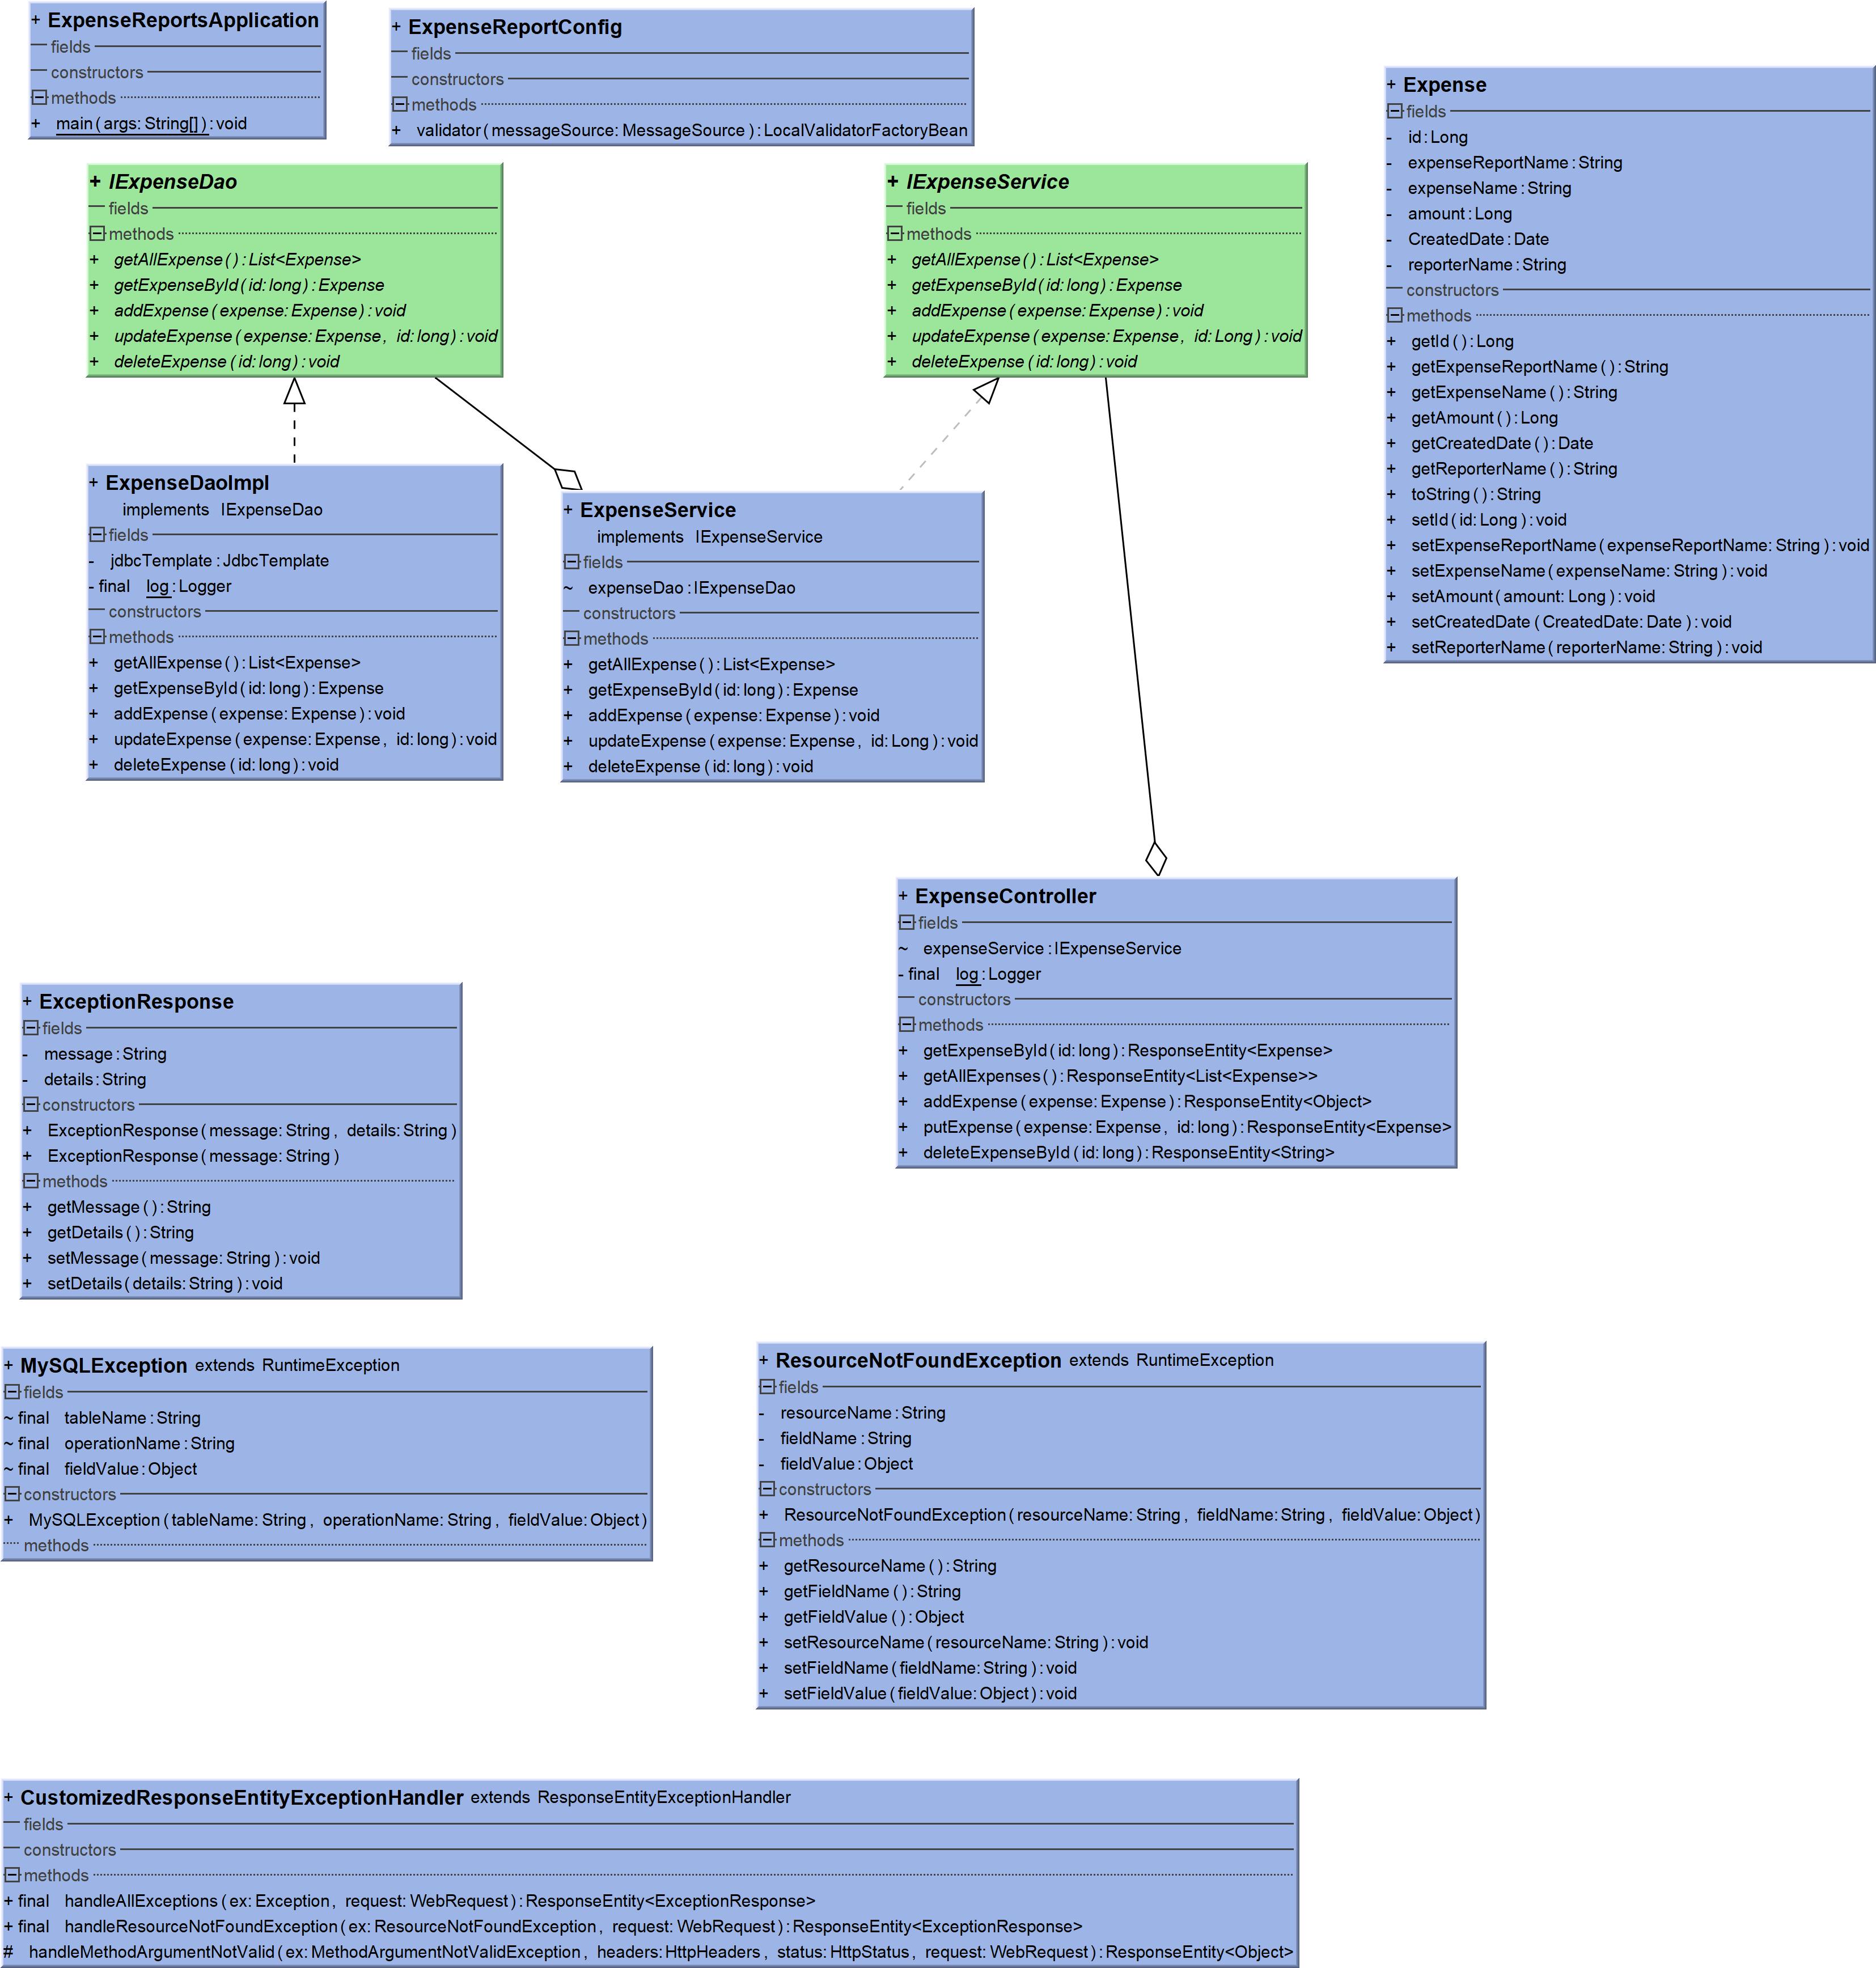 + ExpenseReportsApplication
fields
constructors
methods
+ main(args:String[]):void
+ ExpenseReportConfig
fields
constructors
methods
+ validator(messageSource:MessageSource):LocalValidatorFactoryBean
+ Expense
fields
- id:Long
- expenseReportName:String
- expenseName:String
- amount:Long
- CreatedDate:Date
- reporterName:String
constructors
methods
+ getId():Long
+ getExpenseReportName():String
+ getExpenseName():String
+ getAmount():Long
+ getCreatedDate():Date
+ getReporterName():String
+ toString():String
+ setId(id:Long):void
+ setExpenseReportName(expenseReportName:String):void
+ setExpenseName(expenseName:String):void
+ setAmount(amount:Long):void
+ setCreatedDate(CreatedDate:Date):void
+ setReporterName(reporterName:String):void
+ IExpenseDao
fields
methods
+ getAllExpense():List<Expense>
+ getExpenseById(id:long):Expense
+ addExpense(expense:Expense):void
+ updateExpense(expense:Expense, id:long):void
+ deleteExpense(id:long):void
+ IExpenseService
fields
methods
+ getAllExpense():List<Expense>
+ getExpenseById(id:long):Expense
+ addExpense(expense:Expense):void
+ updateExpense(expense:Expense, id:Long):void
+ deleteExpense(id:long):void
+ ExpenseDaoImpl
implements IExpenseDao
fields
- jdbcTemplate:JdbcTemplate
- final log:Logger
constructors
methods
+ getAllExpense():List<Expense>
+ getExpenseById(id:long):Expense
+ addExpense(expense:Expense):void
+ updateExpense(expense:Expense, id:long):void
+ deleteExpense(id:long):void
+ ExpenseService
implements IExpenseService
fields
~ expenseDao:IExpenseDao
constructors
methods
+ getAllExpense():List<Expense>
+ getExpenseById(id:long):Expense
+ addExpense(expense:Expense):void
+ updateExpense(expense:Expense, id:Long):void
+ deleteExpense(id:long):void
+ ExpenseController
fields
~ expenseService:IExpenseService
- final log:Logger
constructors
methods
+ getExpenseById(id:long):ResponseEntity<Expense>
+ getAllExpenses():ResponseEntity<List<Expense>>
+ addExpense(expense:Expense):ResponseEntity<Object>
+ putExpense(expense:Expense, id:long):ResponseEntity<Expense>
+ deleteExpenseById(id:long):ResponseEntity<String>
+ ExceptionResponse
fields
- message:String
- details:String
constructors
+ ExceptionResponse(message:String, details:String)
+ ExceptionResponse(message:String)
methods
+ getMessage():String
+ getDetails():String
+ setMessage(message:String):void
+ setDetails(details:String):void
+ MySQLException extends RuntimeException
fields
~ final tableName:String
~ final operationName:String
~ final fieldValue:Object
constructors
+ MySQLException(tableName:String, operationName:String, fieldValue:Object)
methods
+ ResourceNotFoundException extends RuntimeException
fields
- resourceName:String
- fieldName:String
- fieldValue:Object
constructors
+ ResourceNotFoundException(resourceName:String, fieldName:String, fieldValue:Object)
methods
+ getResourceName():String
+ getFieldName():String
+ getFieldValue():Object
+ setResourceName(resourceName:String):void
+ setFieldName(fieldName:String):void
+ setFieldValue(fieldValue:Object):void
+ CustomizedResponseEntityExceptionHandler extends ResponseEntityExceptionHandler
fields
constructors
methods
+ final handleAllExceptions(ex:Exception, request:WebRequest):ResponseEntity<ExceptionResponse>
+ final handleResourceNotFoundException(ex:ResourceNotFoundException, request:WebRequest):ResponseEntity<ExceptionResponse>
# handleMethodArgumentNotValid(ex:MethodArgumentNotValidException, headers:HttpHeaders, status:HttpStatus, request:WebRequest):ResponseEntity<Object>